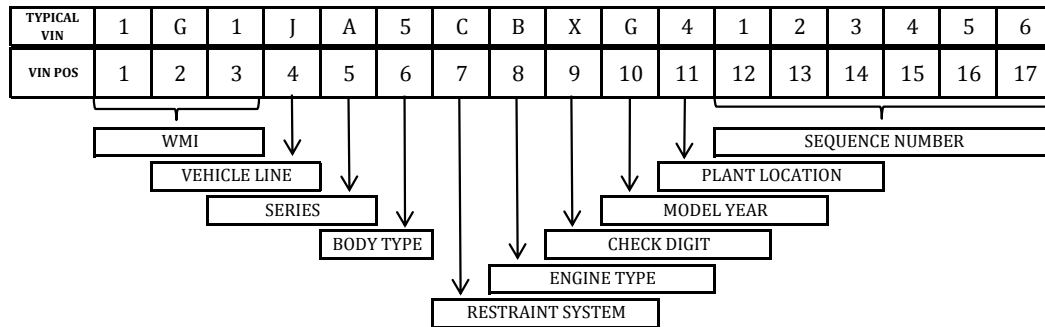 TYPICAL VIN 1 G 1 J A 5 C B X G 4 1 2 3 4 5 6
VIN POS 1 2 3 4 5 6 7 8 9 10 11 12 13 14 15 16 17
WMI SEQUENCE NUMBER
VEHICLE LINE PLANT LOCATION
SERIES MODEL YEAR
BODY TYPE CHECK DIGIT
ENGINE TYPE
RESTRAINT SYSTEM